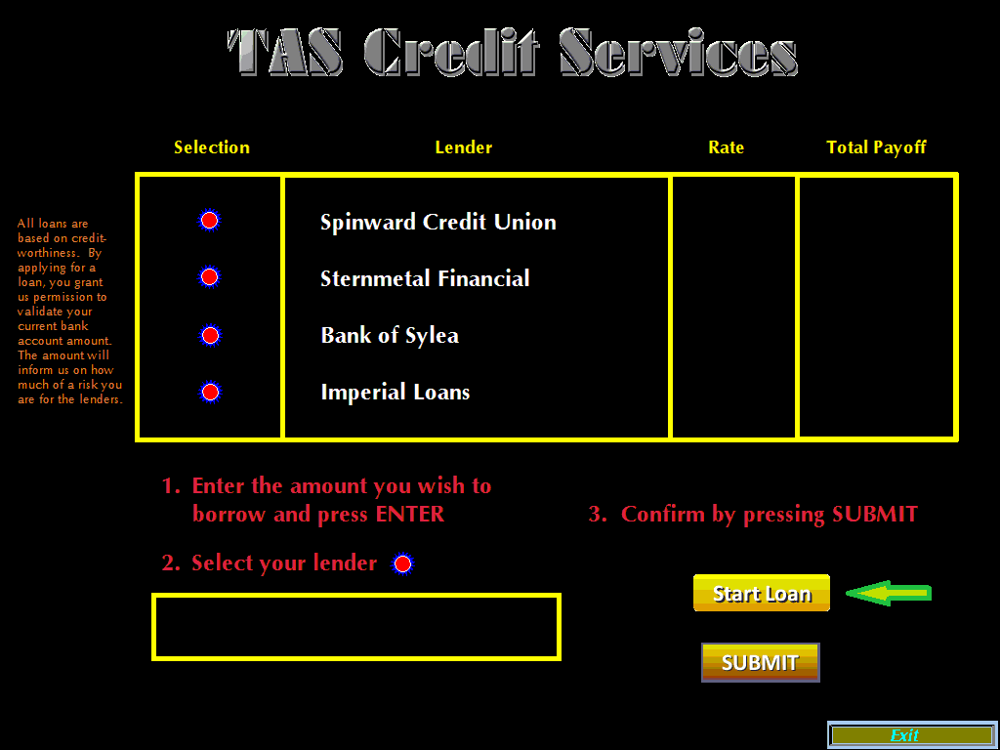 TAS Credit Services
Selection Lender Rate Total Payoff
All loans are
based on credit-
worthiness. By
applying for a
loan, you grant
us permission to
validate your
current bank
account amount.
The amount will
inform us on how
much of a risk you
are for the lenders.
Spinward Credit Union
Sternmetal Financial
Bank of Sylea
Imperial Loans
1. Enter the amount you wish to
borrow and press ENTER
2. Select your lender
3. Confirm by pressing SUBMIT
Start Loan
SUBMIT
Exit